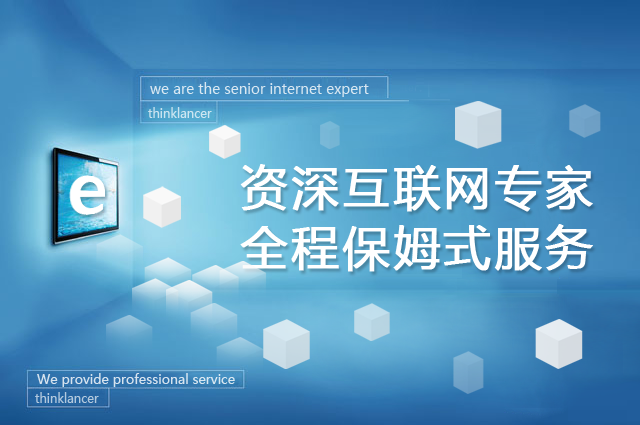 we are the senior internet expert
thinklancer
e
资深互联网专家
全程保姆式服务
We provide professional service
thinklancer